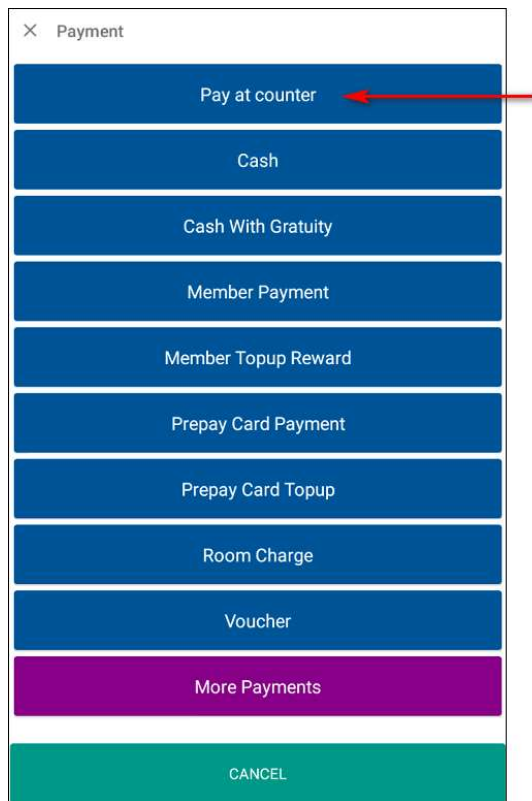 Payment
Pay at counter
Cash
Cash With Gratuity
Member Payment
Member Topup Reward
Prepay Card Payment
Prepay Card Topup
Room Charge
Voucher
More Payments
CANCEL